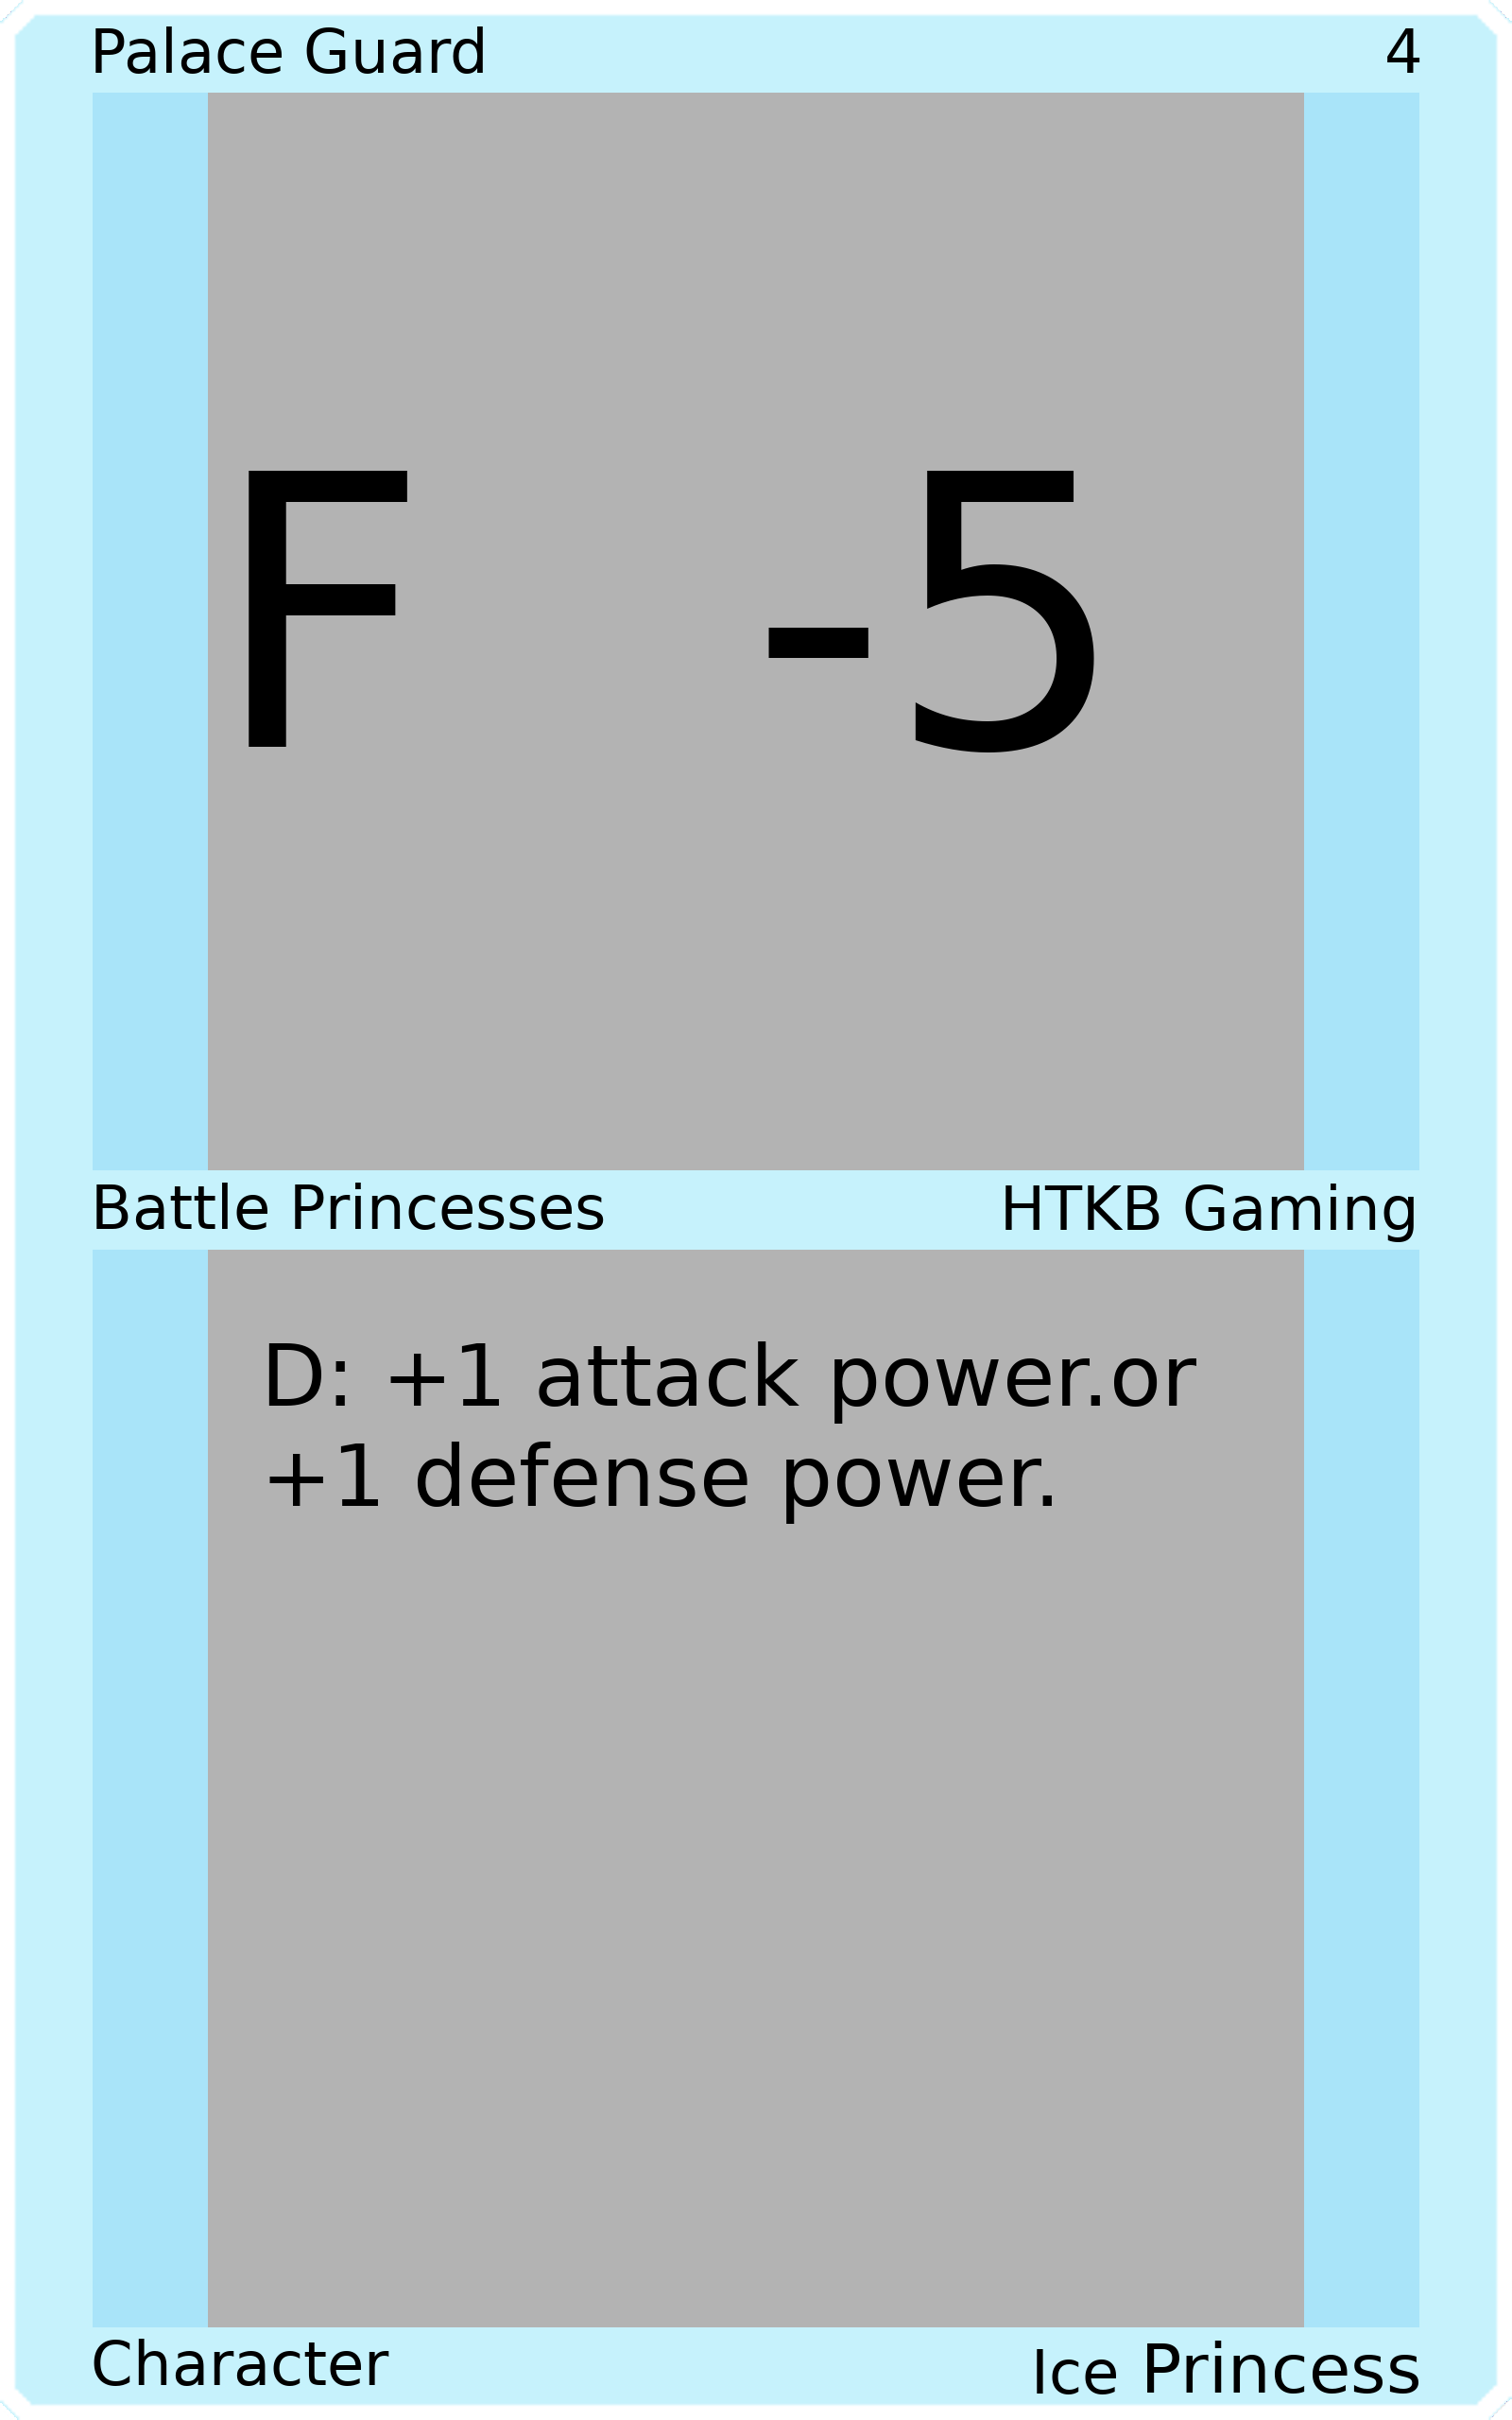 Palace Guard 4
F -5
Battle Princesses HTKB Gaming
D: +1 attack power.or
+1 defense power.
Character Ice Princess